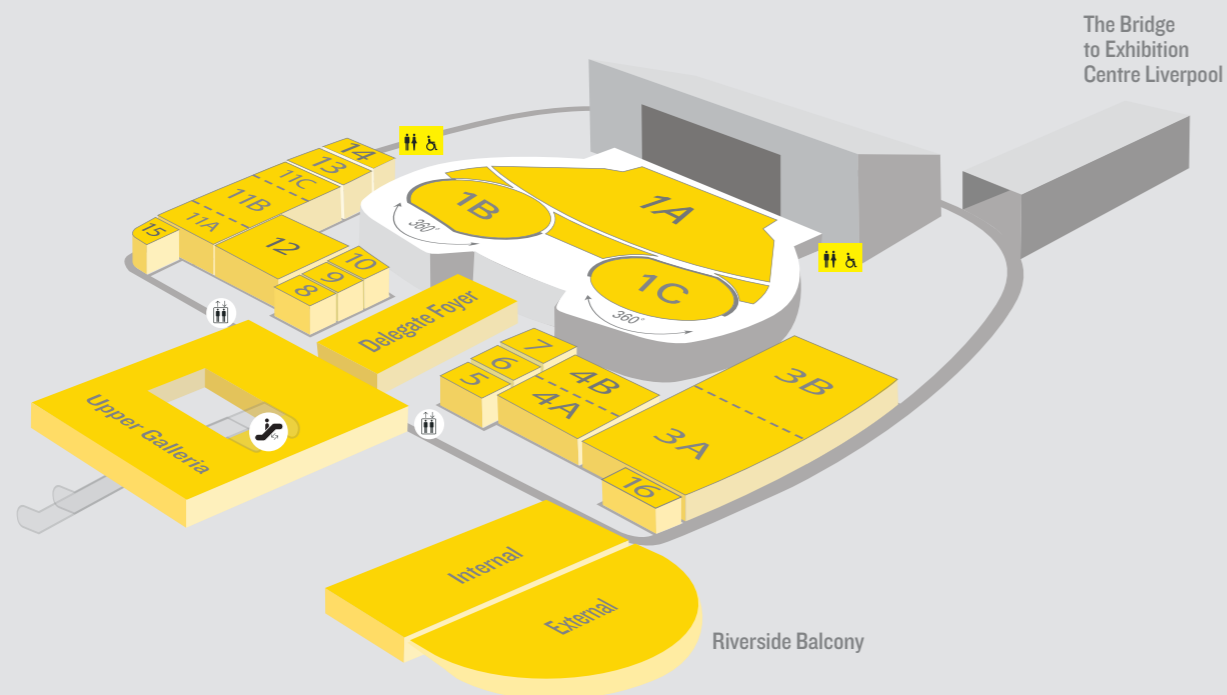 The Bridge
to Exhibition
Centre Liverpool
14
13
11C
11B
11A
15
12
10
9
8
1A
1B
360°
1C
360°
Delegate Foyer
Upper Galleria
7
6
5
4B
4A
3B
3A
16
Internal
External
Riverside Balcony